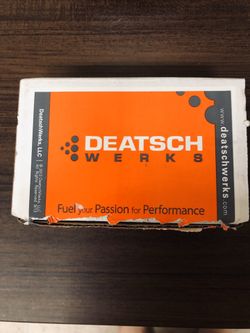 DEATSCH
WERKS
Fuel your Passion for Performance
DeatschWerks, LLC
www.deatschwerks.com